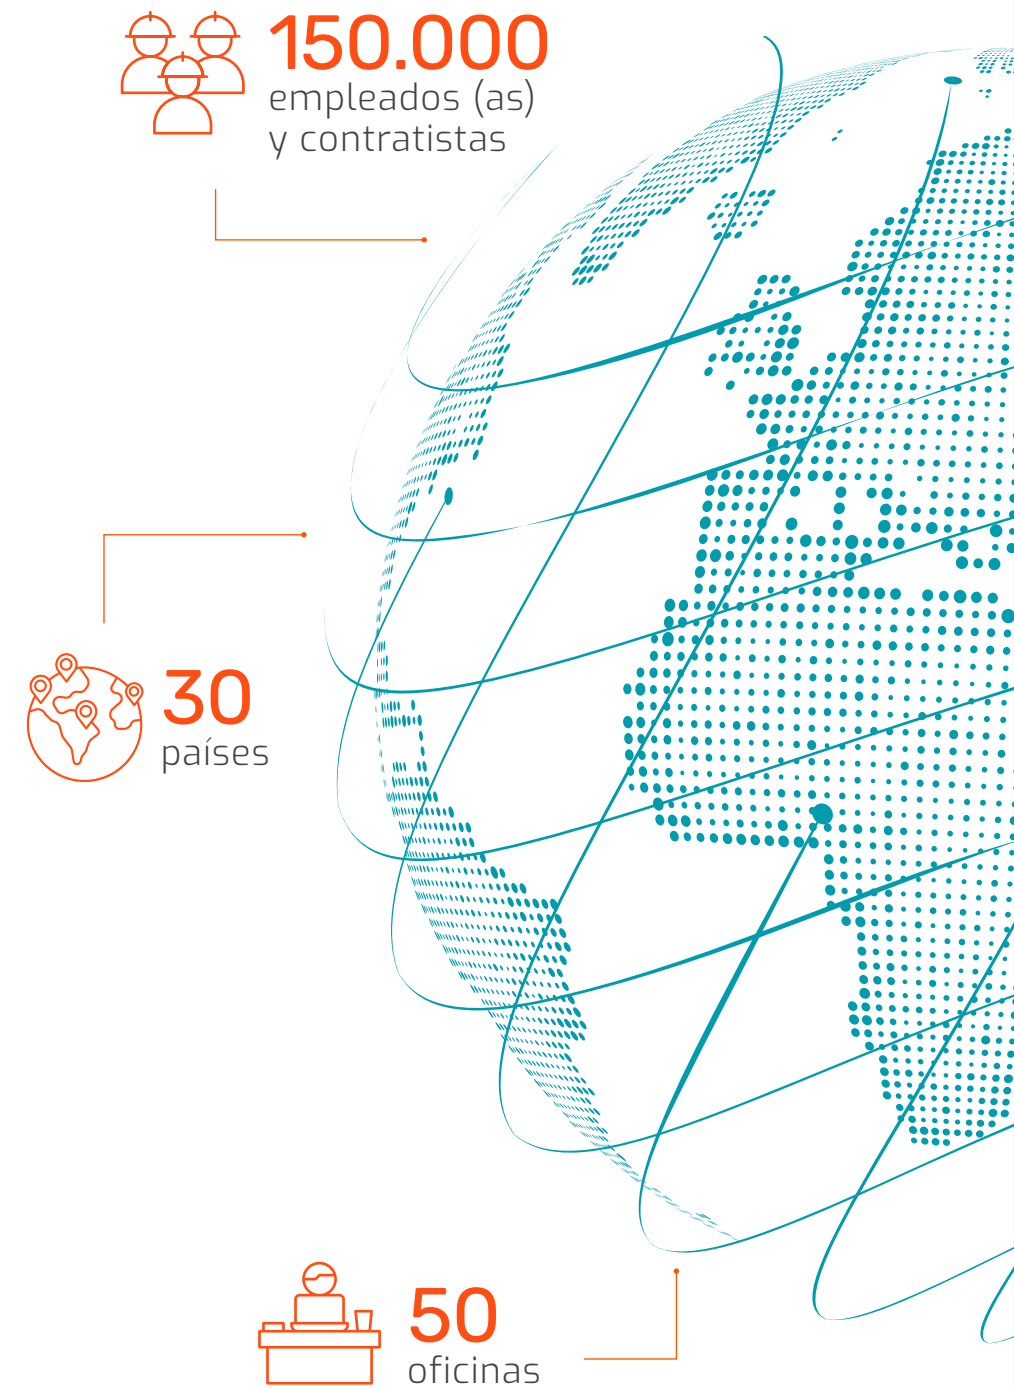 150.000
empleados (as)
y contratistas
30
países
50
oficinas